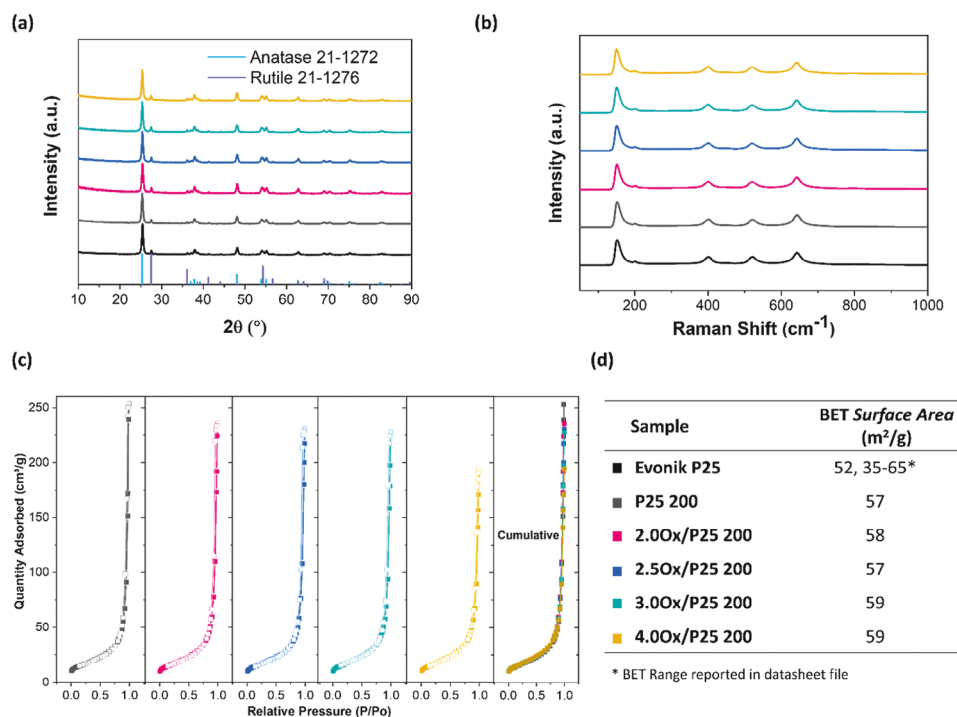 (a)
Anatase 21-1272
Rutile 21-1276
Intensity (a.u.)
10 20 30 40 50 60 70 80 90
2θ (°)
(b)
Intensity (a.u.)
200 400 600 800 1000
Raman Shift (cm⁻¹)
(c)
Quantity Adsorbed (cm³/g)
250
200
150
100
50
0
Cumulative
0.0 0.5 1.0 0.0 0.5 1.0 0.0 0.5 1.0 0.0 0.5 1.0 0.0 0.5 1.0 0.0 0.5 1.0
Relative Pressure (P/Po)
(d)
Sample BET Surface Area
(m²/g)
Evonik P25 52, 35-65*
P25 200 57
2.0Ox/P25 200 58
2.5Ox/P25 200 57
3.0Ox/P25 200 59
4.0Ox/P25 200 59
* BET Range reported in datasheet file